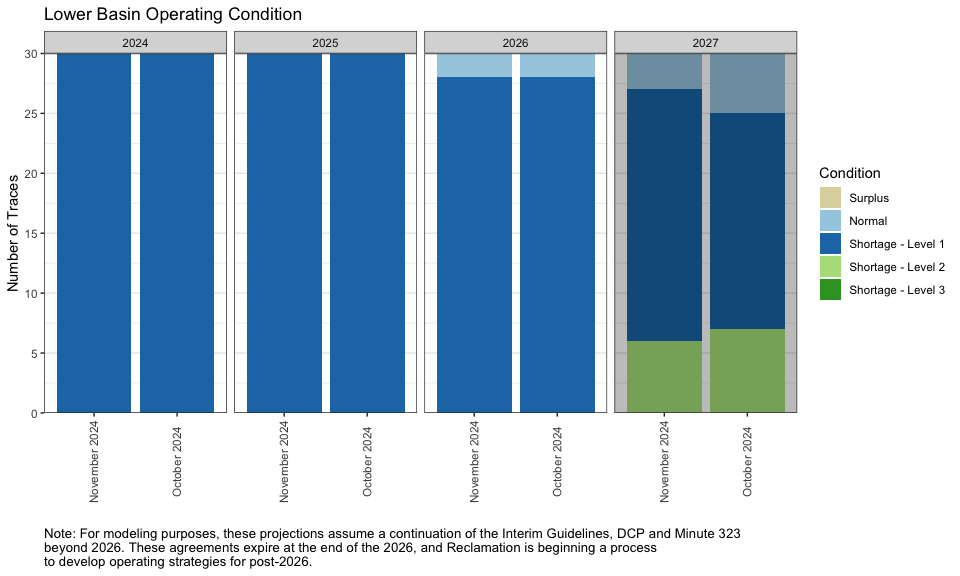 Lower Basin Operating Condition
2024 2025 2026 2027
Number of Traces
30
25
20
15
10
5
0
November 2024 October 2024 November 2024 October 2024 November 2024 October 2024 November 2024 October 2024
Condition
Surplus
Normal
Shortage - Level 1
Shortage - Level 2
Shortage - Level 3
Note: For modeling purposes, these projections assume a continuation of the Interim Guidelines, DCP and Minute 323
beyond 2026. These agreements expire at the end of the 2026, and Reclamation is beginning a process
to develop operating strategies for post-2026.